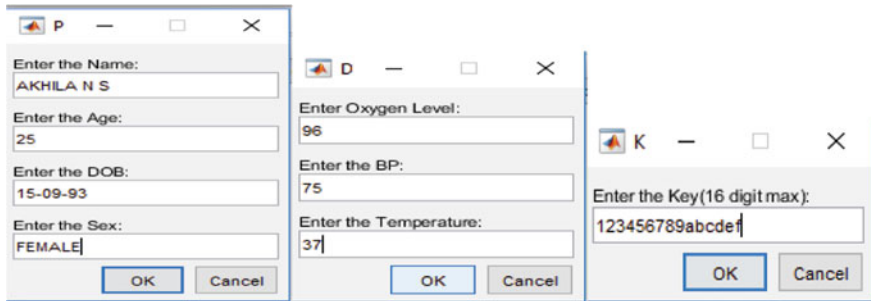 P
Enter the Name:
AKHILA N S
Enter the Age:
25
Enter the DOB:
15-09-93
Enter the Sex:
FEMALE
OK Cancel
D
Enter Oxygen Level:
96
Enter the BP:
75
Enter the Temperature:
37
OK Cancel
K
Enter the Key(16 digit max):
123456789abcdef
OK Cancel